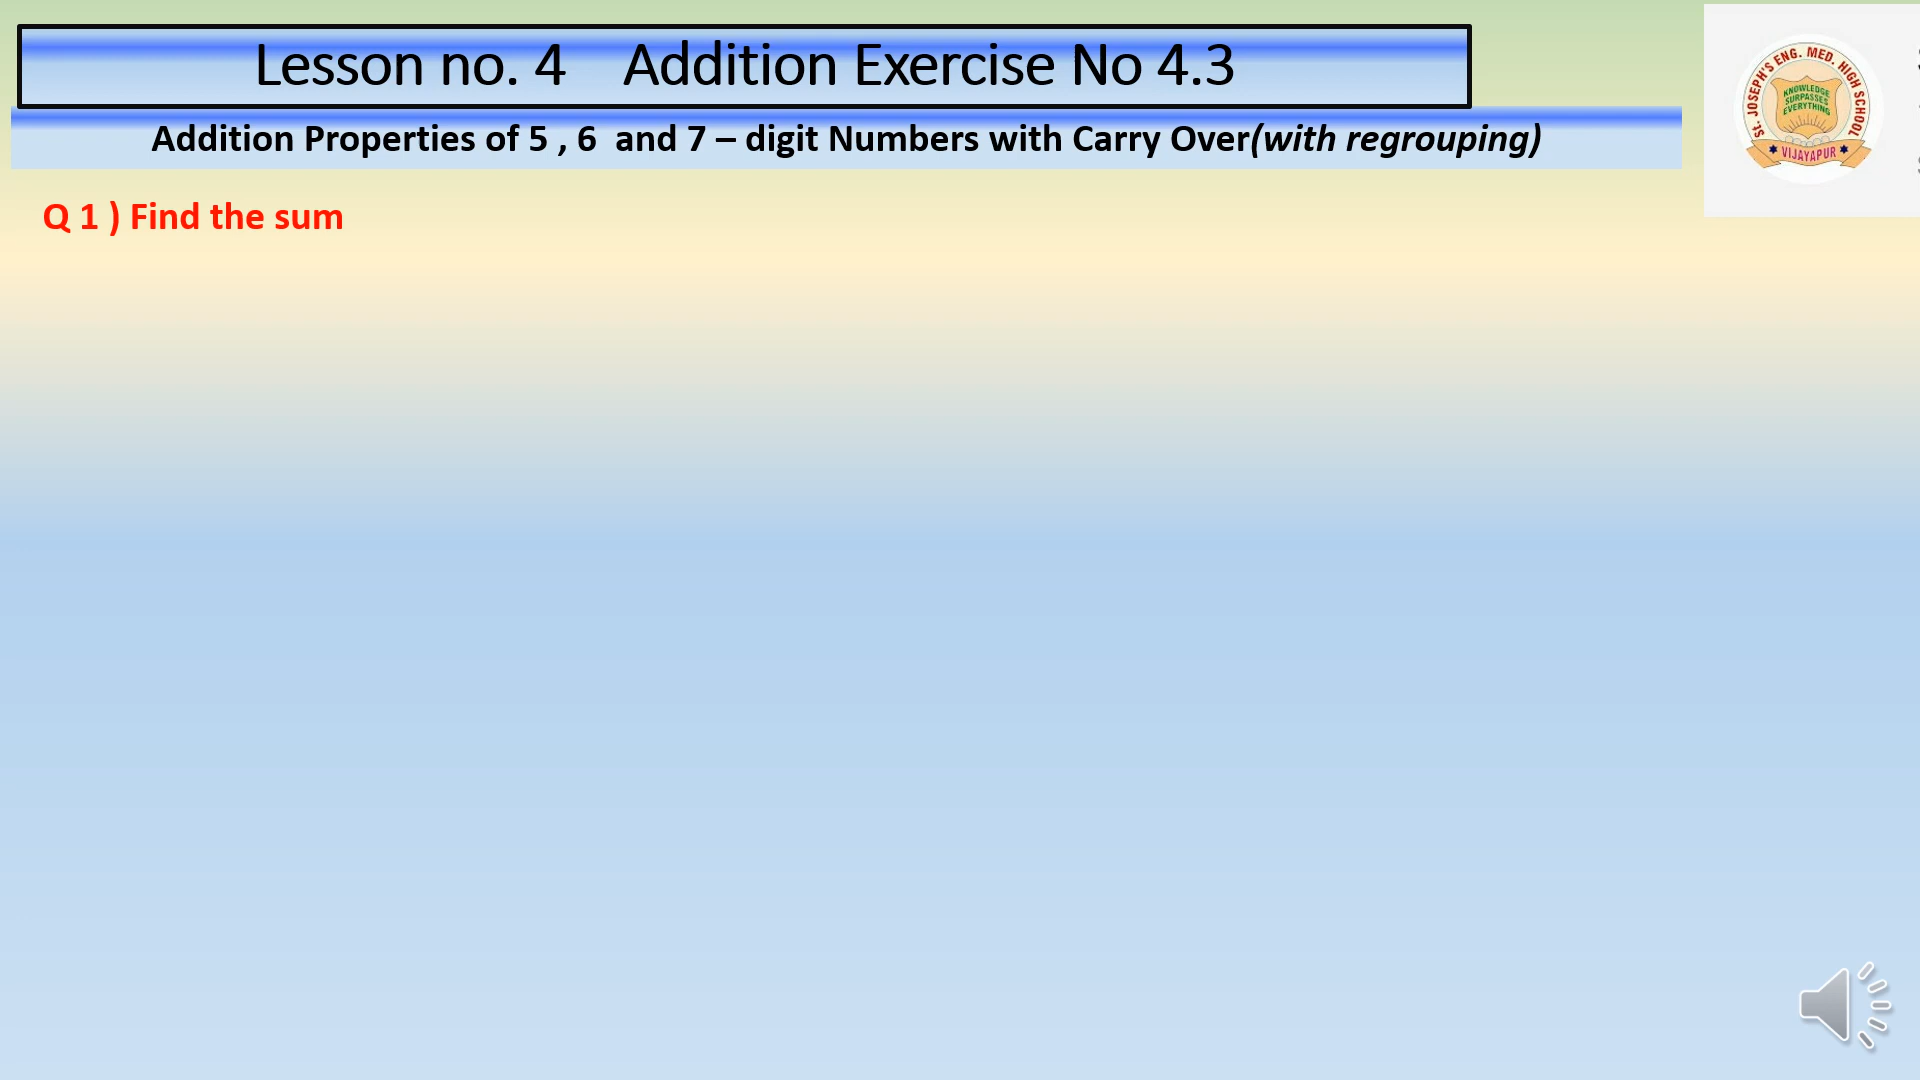 Lesson no. 4 Addition Exercise No 4.3
Addition Properties of 5 , 6 and 7 – digit Numbers with Carry Over(with regrouping)
Q 1 ) Find the sum
St. JOSEPH'S ENG. MED. HIGH SCHOOL
KNOWLEDGE
SURPASSES
EVERYTHING
VIJAYAPUR